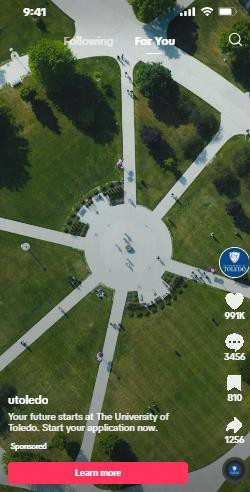 9:41
Following For You
TOLEDO
991K
3456
810
1256
utoledo
Your future starts at The University of
Toledo. Start your application now.
Sponsored
Learn more